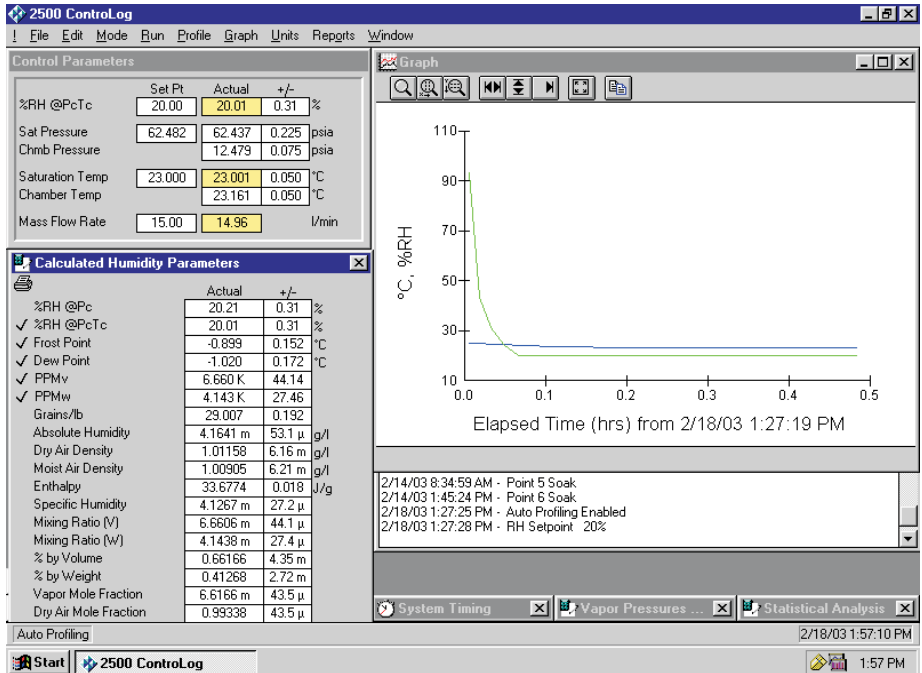 2500 ControLog
! File Edit Mode Run Profile Graph Units Reports Window
Control Parameters
Set Pt Actual +/-
%RH @PcTc 20.00 20.01 0.31 %
Sat Pressure 62.482 62.437 0.225 psia
Chmb Pressure 12.479 0.075 psia
Saturation Temp 23.000 23.001 0.050 °C
Chamber Temp 23.161 0.050 °C
Mass Flow Rate 15.00 14.96 l/min
Calculated Humidity Parameters
Actual +/-
%RH @Pc 20.21 0.31 %
✓ %RH @PcTc 20.01 0.31 %
✓ Frost Point -0.899 0.152 °C
✓ Dew Point -1.020 0.172 °C
✓ PPMv 6.660 K 44.14
✓ PPMw 4.143 K 27.46
Grains/lb 29.007 0.192
Absolute Humidity 4.1641 m 53.1 µ g/l
Dry Air Density 1.01158 6.16 m g/l
Moist Air Density 1.00905 6.21 m g/l
Enthalpy 33.6774 0.018 J/g
Specific Humidity 4.1267 m 27.2 µ
Mixing Ratio (V) 6.6606 m 44.1 µ
Mixing Ratio (W) 4.1438 m 27.4 µ
% by Volume 0.66166 4.35 m
% by Weight 0.41268 2.72 m
Vapor Mole Fraction 6.6166 m 43.5 µ
Dry Air Mole Fraction 0.99338 43.5 µ
Graph
°C, %RH
110
90
70
50
30
10
0.0 0.1 0.2 0.3 0.4 0.5
Elapsed Time (hrs) from 2/18/03 1:27:19 PM
2/14/03 8:34:59 AM - Point 5 Soak
2/14/03 1:45:24 PM - Point 6 Soak
2/18/03 1:27:25 PM - Auto Profiling Enabled
2/18/03 1:27:28 PM - RH Setpoint 20%
System Timing Vapor Pressures ... Statistical Analysis
Auto Profiling 2/18/03 1:57:10 PM
Start 2500 ControLog 1:57 PM